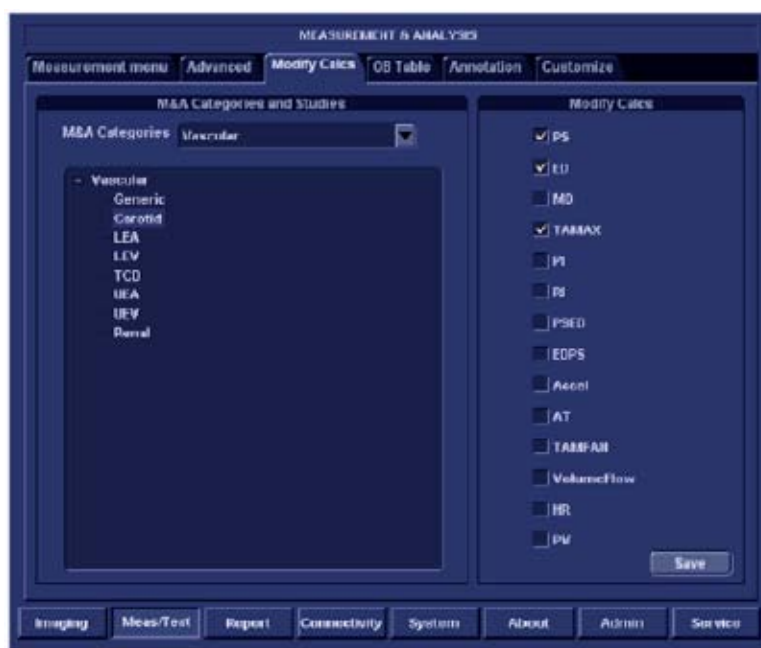 MEASUREMENT & ANALYSIS
Measurement menu Advanced Modify Calcs OB Table Annotation Customize
M&A Categories and Studies
M&A Categories Vascular
- Vascular
Generic
Carotid
LEA
LEV
TCD
UEA
UEV
Renal
Modify Calcs
PS
ED
MD
TAMAX
PI
RI
PSED
EDPS
Accel
AT
TAMEAN
VolumeFlow
HR
PV
Save
Imaging Meas/Text Report Connectivity System About Admin Service